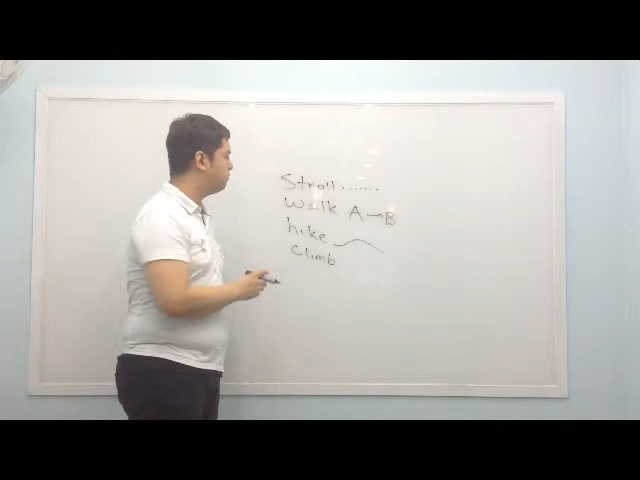 Stroll.......
Walk A→B
hike
Climb